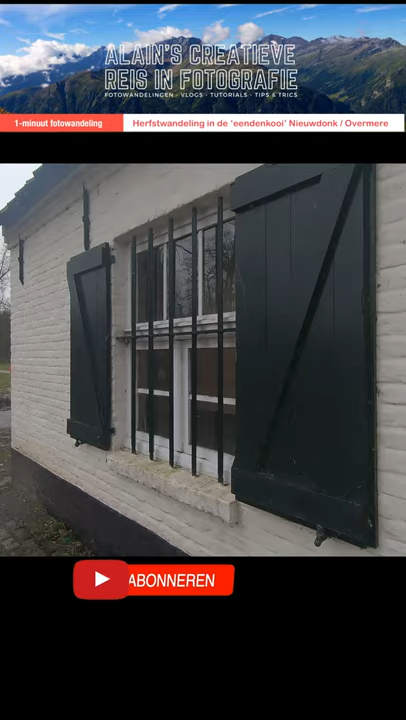 ALAIN'S CREATIEVE
REIS IN FOTOGRAFIE
FOTOWANDELINGEN - VLOGS - TUTORIALS - TIPS & TRICS
1-minuut fotowandeling
Herfstwandeling in de 'eendenkooi' Nieuwdonk / Overmere
ABONNEREN